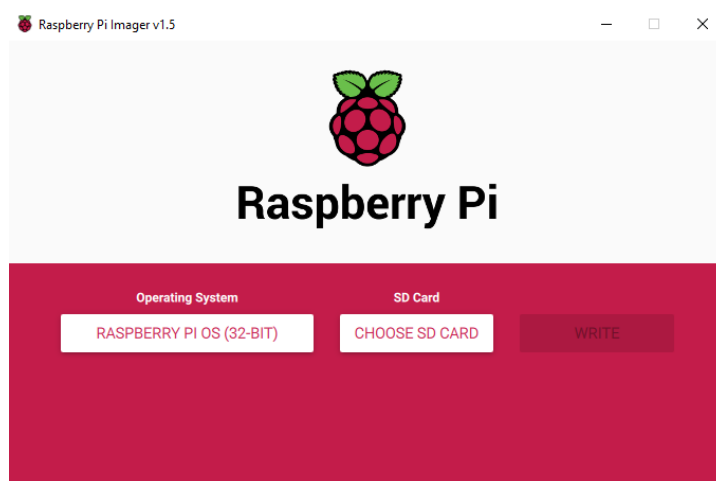 Raspberry Pi Imager v1.5
Raspberry Pi
Operating System
SD Card
RASPBERRY PI OS (32-BIT)
CHOOSE SD CARD
WRITE